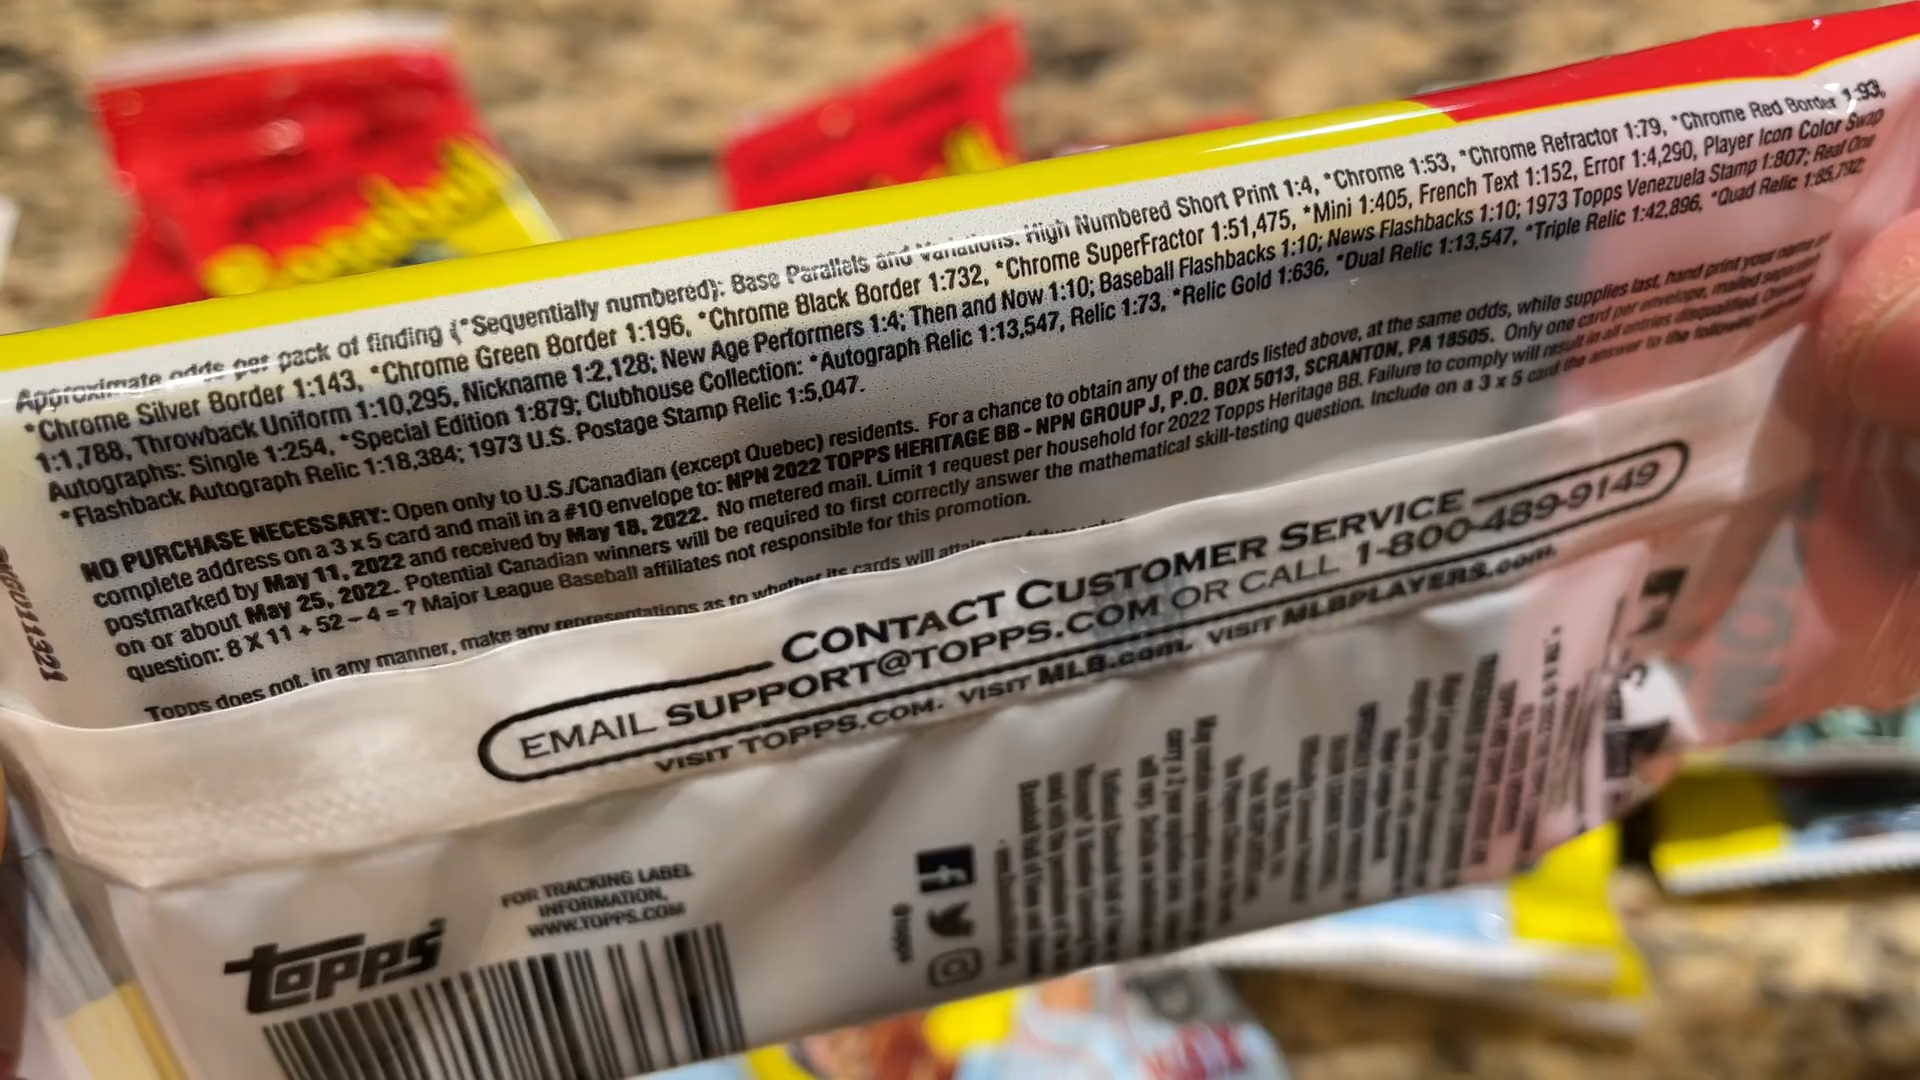 Approximate odds per pack of finding (*Sequentially numbered): Base Parallels and Variations: High Numbered Short Print 1:4, *Chrome 1:53, *Chrome Refractor 1:79, *Chrome Red Border 1:93,
*Chrome Silver Border 1:143, *Chrome Green Border 1:196, *Chrome Black Border 1:732, *Chrome SuperFractor 1:51,475, *Mini 1:405, French Text 1:152, Error 1:4,290, Player Icon Color Swap
1:1,788, Throwback Uniform 1:10,295, Nickname 1:2,128; New Age Performers 1:4; Then and Now 1:10; Baseball Flashbacks 1:10; News Flashbacks 1:10; 1973 Topps Venezuela Stamp 1:807; Real One
Autographs: Single 1:254, *Special Edition 1:879; Clubhouse Collection: *Autograph Relic 1:13,547, Relic 1:73, *Relic Gold 1:636, *Dual Relic 1:13,547, *Triple Relic 1:42,896, *Quad Relic 1:85,792;
*Flashback Autograph Relic 1:18,384; 1973 U.S. Postage Stamp Relic 1:5,047.
NO PURCHASE NECESSARY: Open only to U.S./Canadian (except Quebec) residents. For a chance to obtain any of the cards listed above, at the same odds, while supplies last, hand print your name and
complete address on a 3 x 5 card and mail in a #10 envelope to: NPN 2022 TOPPS HERITAGE BB - NPN GROUP J, P.O. BOX 5013, SCRANTON, PA 18505. Only one card per envelope, mailed
postmarked by May 11, 2022 and received by May 18, 2022. No metered mail. Limit 1 request per household for 2022 Topps Heritage BB. Failure to comply will result in all entries disqualified.
on or about May 25, 2022. Potential Canadian winners will be required to first correctly answer the mathematical skill-testing question. Include on a 3 x 5 card the answer to the following
question: 8 X 11 + 52 – 4 = ? Major League Baseball affiliates not responsible for this promotion.
Topps does not, in any manner, make any representations as to whether its cards will attain any future value
CONTACT CUSTOMER SERVICE
EMAIL SUPPORT@TOPPS.COM OR CALL 1-800-489-9149
VISIT TOPPS.COM. VISIT MLB.com. VISIT MLBPLAYERS.com.
FOR TRACKING LABEL
INFORMATION,
WWW.TOPPS.COM
topps
@topps